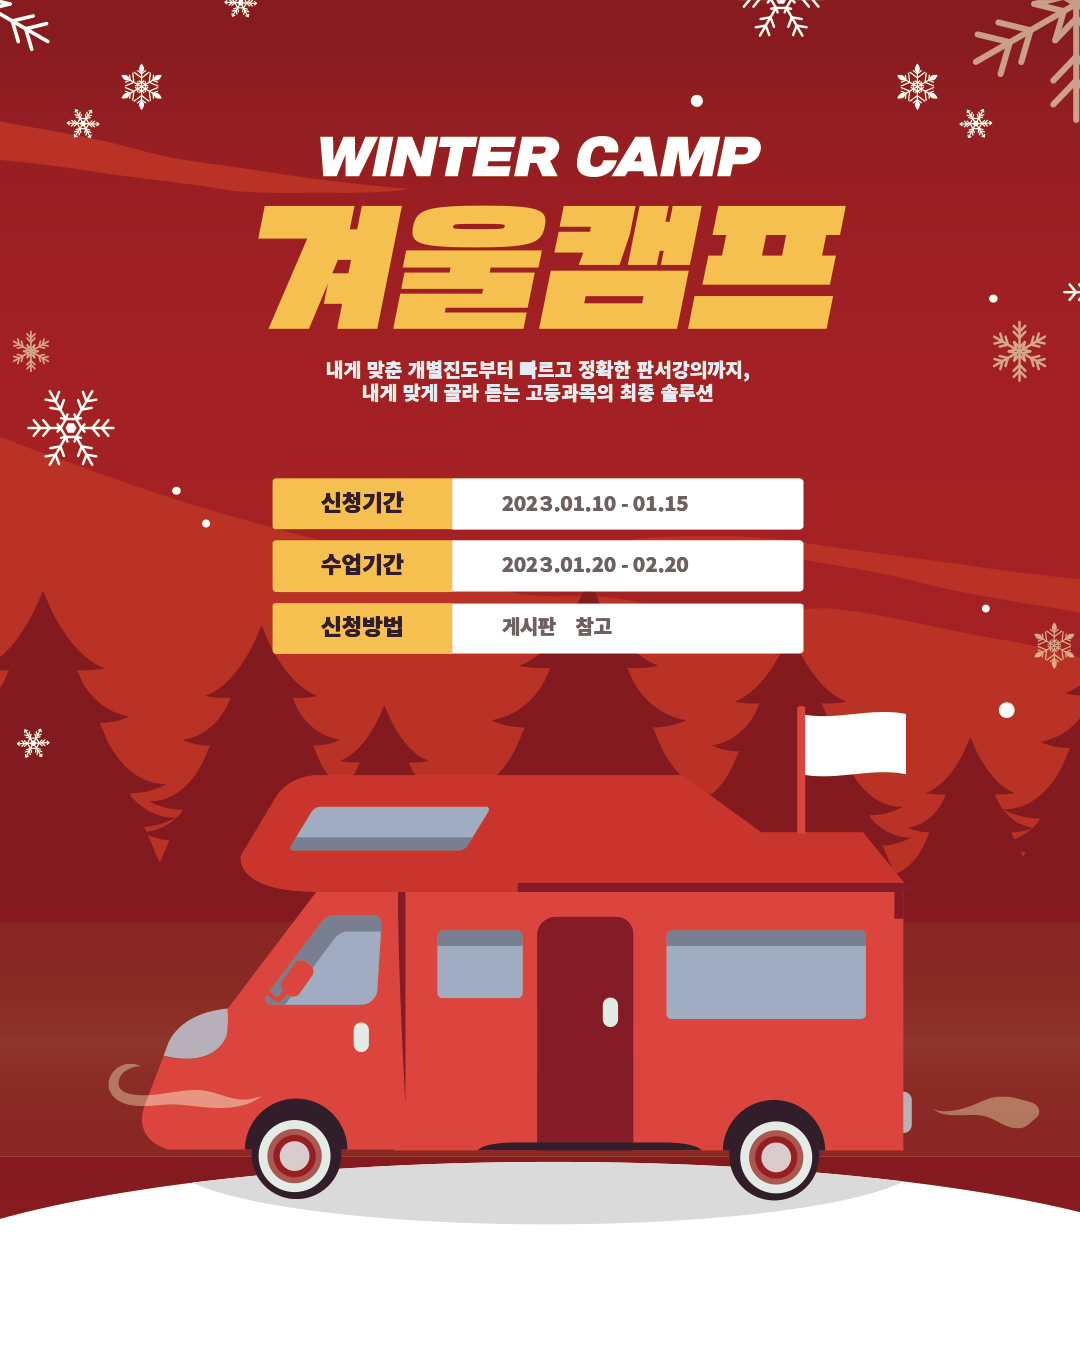 WINTER CAMP
겨울캠프
내게 맞춘 개별진도부터 빠르고 정확한 판서강의까지,
내게 맞게 골라 듣는 고등과목의 최종 솔루션
신청기간 2023.01.10 - 01.15
수업기간 2023.01.20 - 02.20
신청방법 게시판 참고